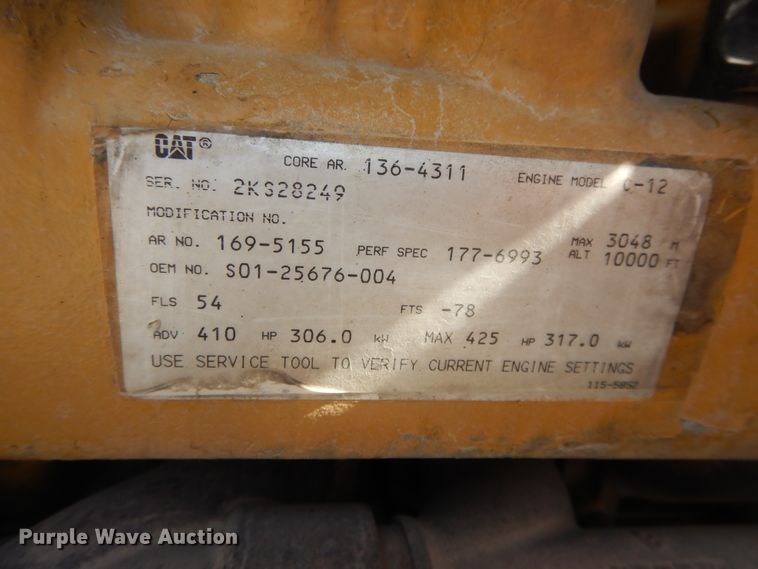 CAT®
CORE AR. 136-4311 ENGINE MODEL C-12
SER. NO. 2KS28249
MODIFICATION NO.
AR NO. 169-5155 PERF SPEC 177-6993 MAX ALT 3048 M 10000 FT
OEM NO. S01-25676-004
FLS 54 FTS -78
ADV 410 HP 306.0 kW MAX 425 HP 317.0 kW
USE SERVICE TOOL TO VERIFY CURRENT ENGINE SETTINGS
115-5852
Purple Wave Auction
purplewave.com